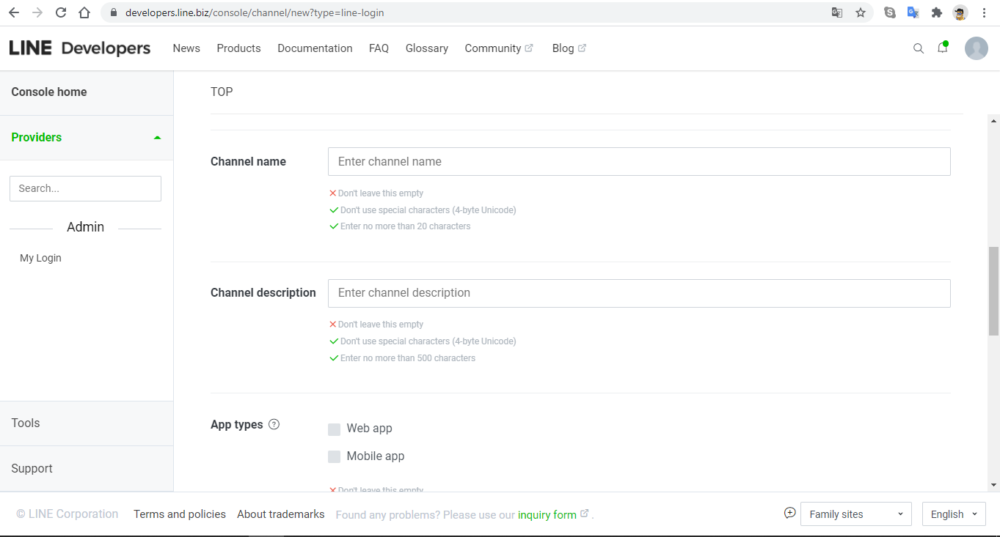 developers.line.biz/console/channel/new?type=line-login
LINE Developers
News
Products
Documentation
FAQ
Glossary
Community
Blog
Console home
Providers
Search...
Admin
My Login
Tools
Support
TOP
Channel name
Enter channel name
Don't leave this empty
Don't use special characters (4-byte Unicode)
Enter no more than 20 characters
Channel description
Enter channel description
Don't leave this empty
Don't use special characters (4-byte Unicode)
Enter no more than 500 characters
App types
Web app
Mobile app
Don't leave this empty
© LINE Corporation
Terms and policies
About trademarks
Found any problems? Please use our inquiry form .
Family sites
English